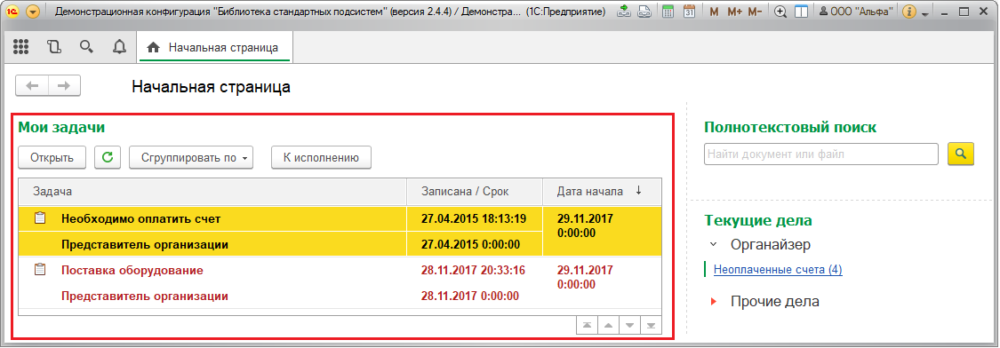 Демонстрационная конфигурация "Библиотека стандартных подсистем" (версия 2.4.4) / Демонстра... (1С:Предприятие) M M+ M- ООО "Альфа"
Начальная страница
Начальная страница
Мои задачи
Открыть Сгруппировать по К исполнению
Задача Записана / Срок Дата начала ↓
Необходимо оплатить счет 27.04.2015 18:13:19 29.11.2017
0:00:00
Представитель организации 27.04.2015 0:00:00
Поставка оборудование 28.11.2017 20:33:16 29.11.2017
0:00:00
Представитель организации 28.11.2017 0:00:00
Полнотекстовый поиск
Найти документ или файл
Текущие дела
Органайзер
Неоплаченные счета (4)
Прочие дела